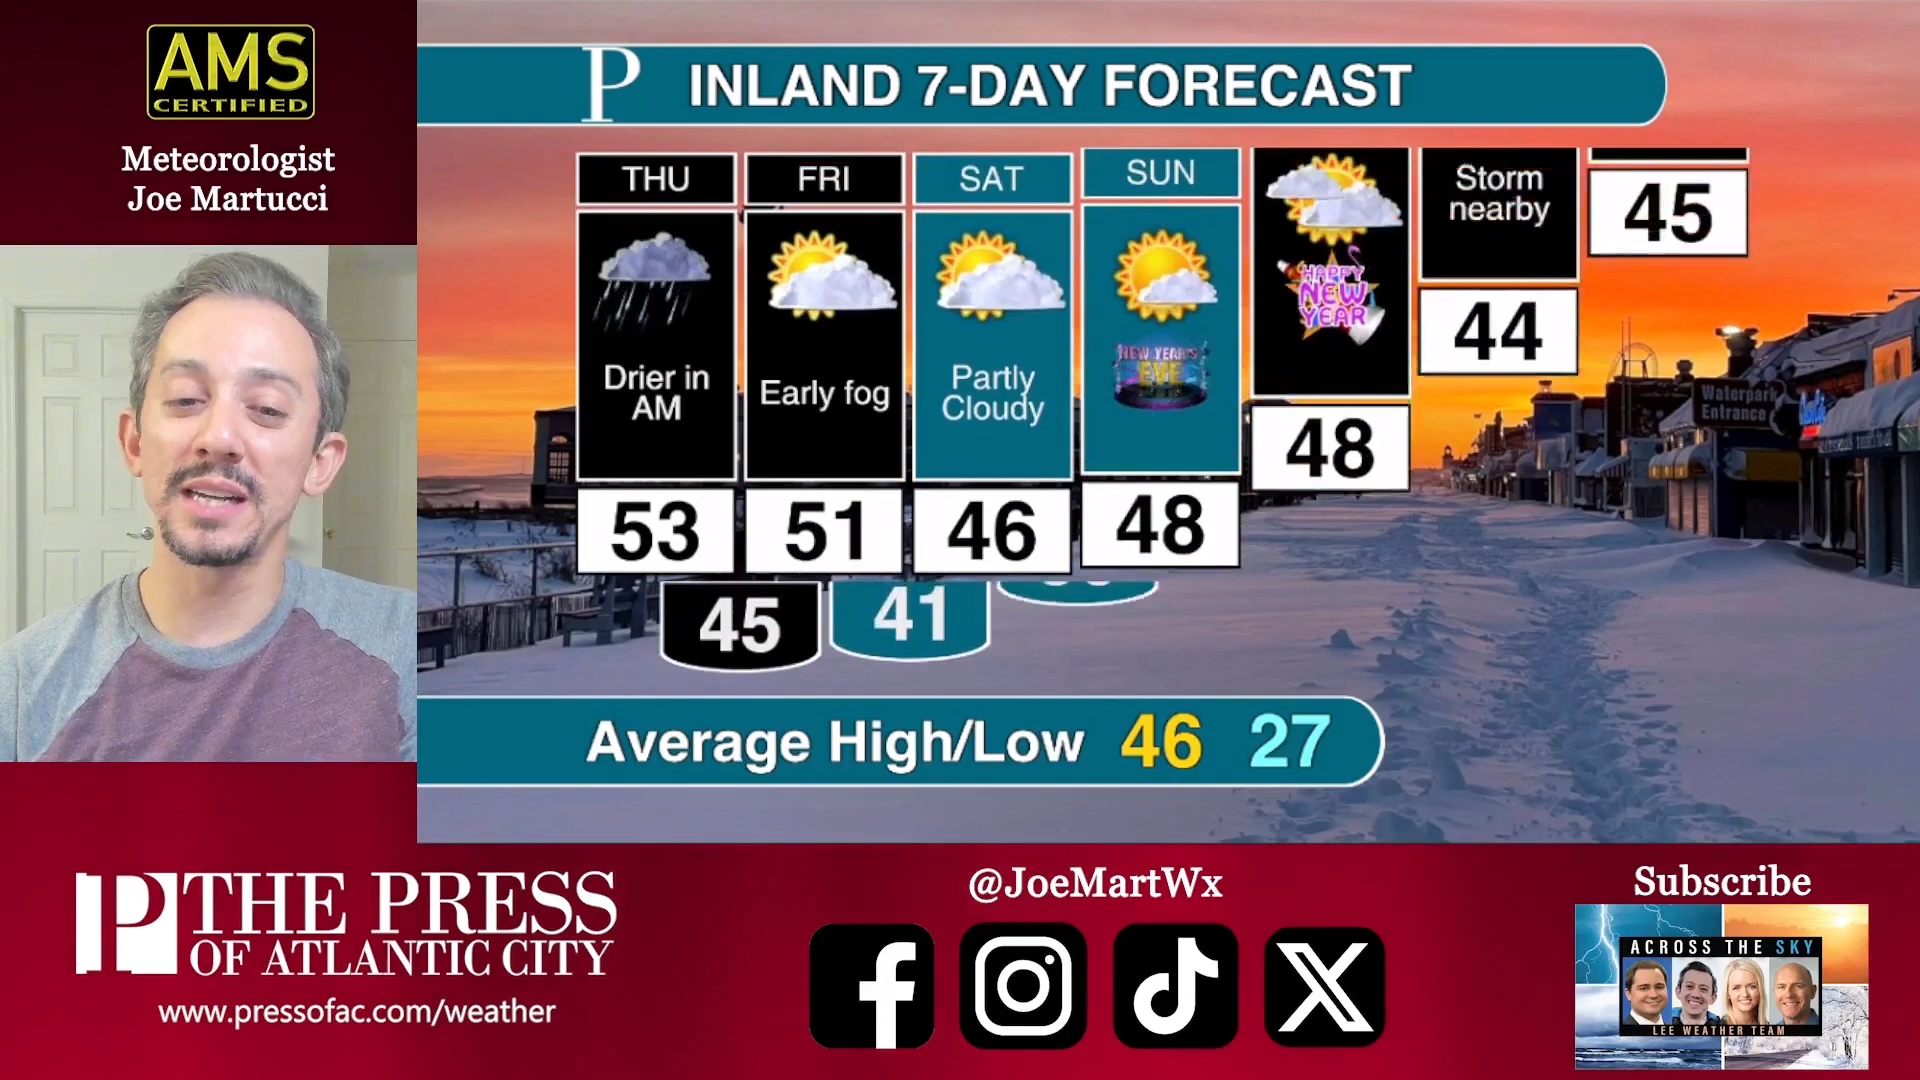 AMS
CERTIFIED
Meteorologist
Joe Martucci
P INLAND 7-DAY FORECAST
THU
FRI
SAT
SUN
Drier in
AM
Early fog
Partly
Cloudy
NEW YEAR'S
EVE
HAPPY
NEW
YEAR
Storm
nearby
53
51
46
48
48
44
45
45
41
Average High/Low 46 27
Waterpark
Entrance
P THE PRESS
OF ATLANTIC CITY
www.pressofac.com/weather
@JoeMartWx
Subscribe
ACROSS THE SKY
LEE WEATHER TEAM